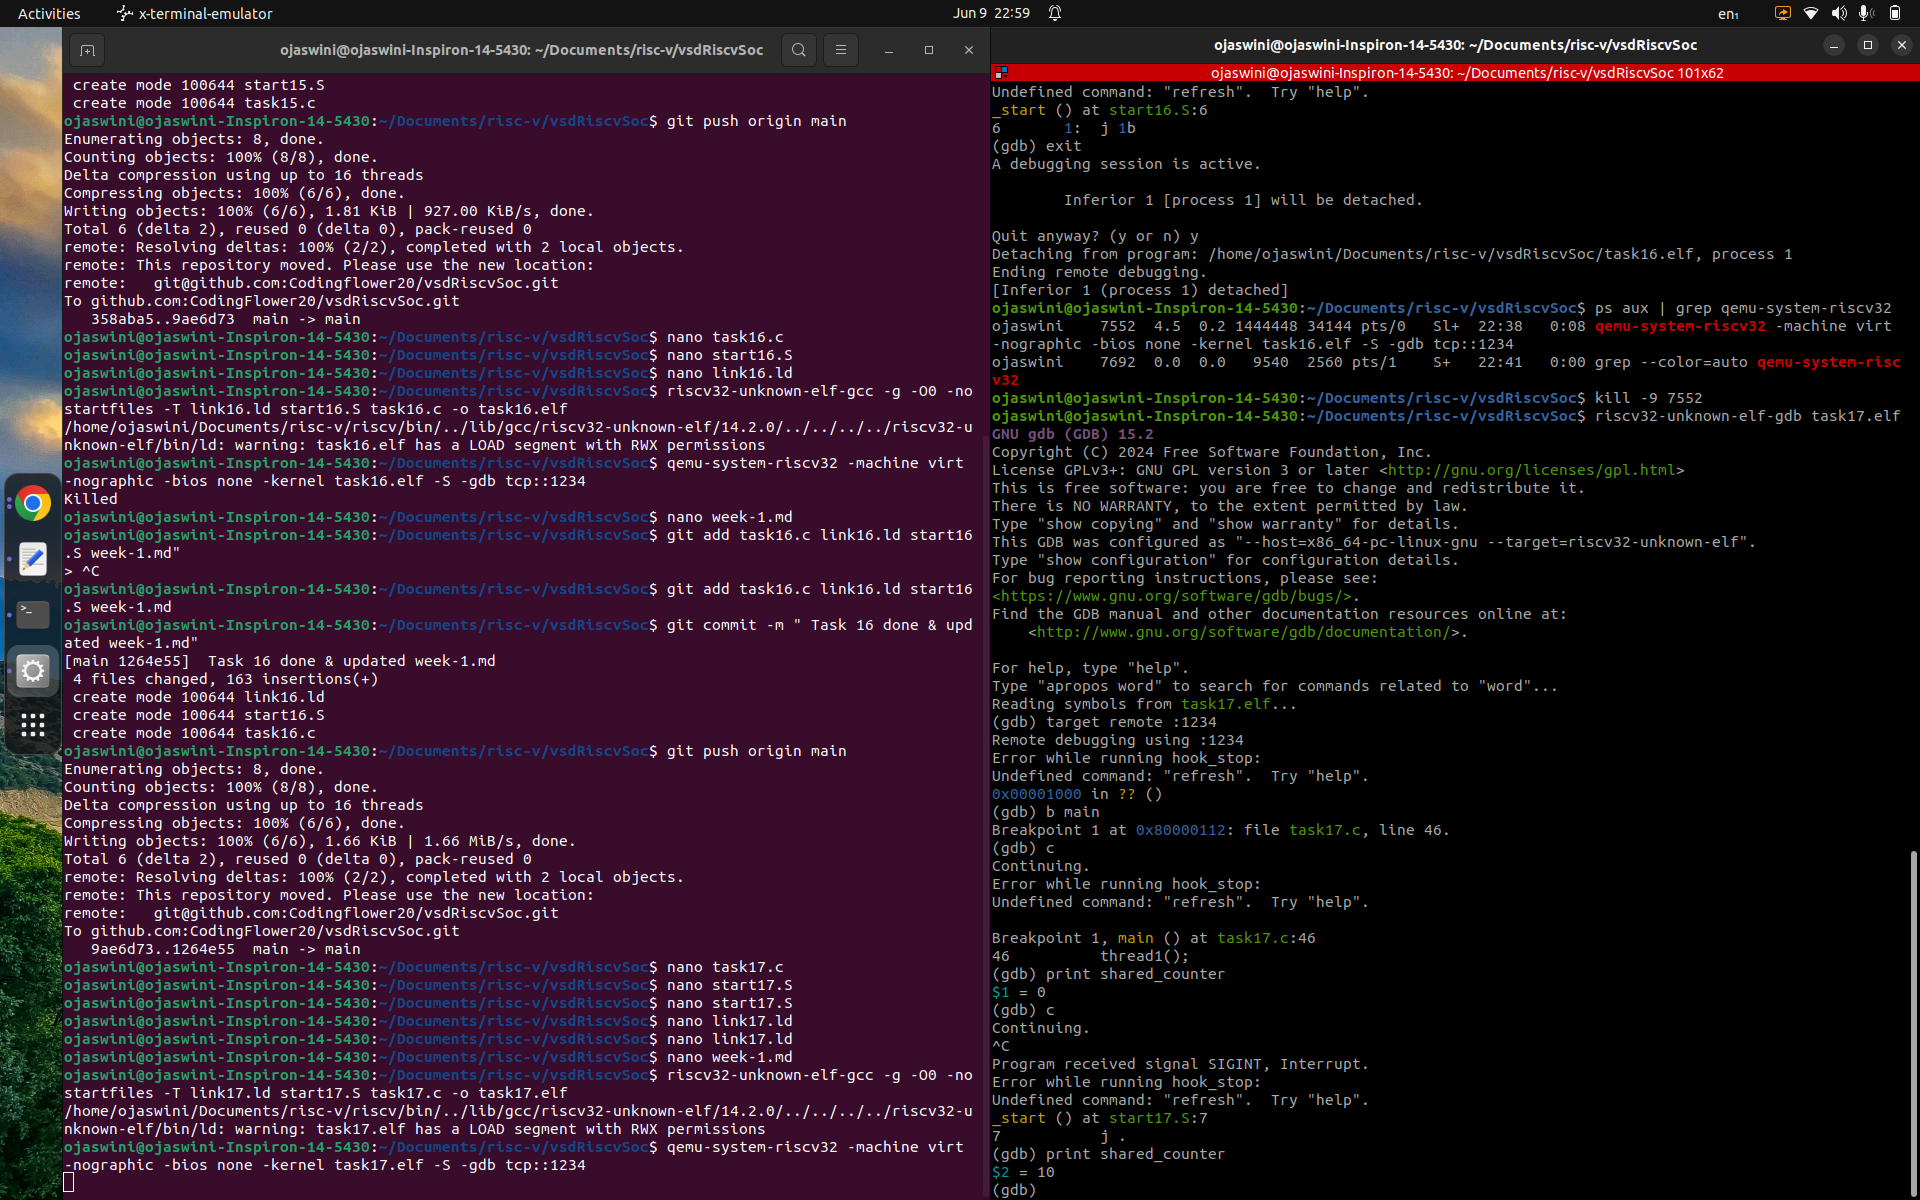 Activities
x-terminal-emulator
Jun 9 22:59
en₁
ojaswini@ojaswini-Inspiron-14-5430: ~/Documents/risc-v/vsdRiscvSoc
create mode 100644 start15.S
create mode 100644 task15.c
ojaswini@ojaswini-Inspiron-14-5430:~/Documents/risc-v/vsdRiscvSoc$ git push origin main
Enumerating objects: 8, done.
Counting objects: 100% (8/8), done.
Delta compression using up to 16 threads
Compressing objects: 100% (6/6), done.
Writing objects: 100% (6/6), 1.81 KiB | 927.00 KiB/s, done.
Total 6 (delta 2), reused 0 (delta 0), pack-reused 0
remote: Resolving deltas: 100% (2/2), completed with 2 local objects.
remote: This repository moved. Please use the new location:
remote:   git@github.com:Codingflower20/vsdRiscvSoc.git
To github.com:CodingFlower20/vsdRiscvSoc.git
358aba5..9ae6d73  main -> main
ojaswini@ojaswini-Inspiron-14-5430:~/Documents/risc-v/vsdRiscvSoc$ nano task16.c
ojaswini@ojaswini-Inspiron-14-5430:~/Documents/risc-v/vsdRiscvSoc$ nano start16.S
ojaswini@ojaswini-Inspiron-14-5430:~/Documents/risc-v/vsdRiscvSoc$ nano link16.ld
ojaswini@ojaswini-Inspiron-14-5430:~/Documents/risc-v/vsdRiscvSoc$ riscv32-unknown-elf-gcc -g -O0 -no
startfiles -T link16.ld start16.S task16.c -o task16.elf
/home/ojaswini/Documents/risc-v/riscv/bin/../lib/gcc/riscv32-unknown-elf/14.2.0/../../../../riscv32-u
nknown-elf/bin/ld: warning: task16.elf has a LOAD segment with RWX permissions
ojaswini@ojaswini-Inspiron-14-5430:~/Documents/risc-v/vsdRiscvSoc$ qemu-system-riscv32 -machine virt
-nographic -bios none -kernel task16.elf -S -gdb tcp::1234
Killed
ojaswini@ojaswini-Inspiron-14-5430:~/Documents/risc-v/vsdRiscvSoc$ nano week-1.md
ojaswini@ojaswini-Inspiron-14-5430:~/Documents/risc-v/vsdRiscvSoc$ git add task16.c link16.ld start16
.S week-1.md"
> ^C
ojaswini@ojaswini-Inspiron-14-5430:~/Documents/risc-v/vsdRiscvSoc$ git add task16.c link16.ld start16
.S week-1.md
ojaswini@ojaswini-Inspiron-14-5430:~/Documents/risc-v/vsdRiscvSoc$ git commit -m " Task 16 done & upd
ated week-1.md"
[main 1264e55]  Task 16 done & updated week-1.md
4 files changed, 163 insertions(+)
create mode 100644 link16.ld
create mode 100644 start16.S
create mode 100644 task16.c
ojaswini@ojaswini-Inspiron-14-5430:~/Documents/risc-v/vsdRiscvSoc$ git push origin main
Enumerating objects: 8, done.
Counting objects: 100% (8/8), done.
Delta compression using up to 16 threads
Compressing objects: 100% (6/6), done.
Writing objects: 100% (6/6), 1.66 KiB | 1.66 MiB/s, done.
Total 6 (delta 2), reused 0 (delta 0), pack-reused 0
remote: Resolving deltas: 100% (2/2), completed with 2 local objects.
remote: This repository moved. Please use the new location:
remote:   git@github.com:Codingflower20/vsdRiscvSoc.git
To github.com:CodingFlower20/vsdRiscvSoc.git
9ae6d73..1264e55  main -> main
ojaswini@ojaswini-Inspiron-14-5430:~/Documents/risc-v/vsdRiscvSoc$ nano task17.c
ojaswini@ojaswini-Inspiron-14-5430:~/Documents/risc-v/vsdRiscvSoc$ nano start17.S
ojaswini@ojaswini-Inspiron-14-5430:~/Documents/risc-v/vsdRiscvSoc$ nano start17.S
ojaswini@ojaswini-Inspiron-14-5430:~/Documents/risc-v/vsdRiscvSoc$ nano link17.ld
ojaswini@ojaswini-Inspiron-14-5430:~/Documents/risc-v/vsdRiscvSoc$ nano link17.ld
ojaswini@ojaswini-Inspiron-14-5430:~/Documents/risc-v/vsdRiscvSoc$ nano week-1.md
ojaswini@ojaswini-Inspiron-14-5430:~/Documents/risc-v/vsdRiscvSoc$ riscv32-unknown-elf-gcc -g -O0 -no
startfiles -T link17.ld start17.S task17.c -o task17.elf
/home/ojaswini/Documents/risc-v/riscv/bin/../lib/gcc/riscv32-unknown-elf/14.2.0/../../../../riscv32-u
nknown-elf/bin/ld: warning: task17.elf has a LOAD segment with RWX permissions
ojaswini@ojaswini-Inspiron-14-5430:~/Documents/risc-v/vsdRiscvSoc$ qemu-system-riscv32 -machine virt
-nographic -bios none -kernel task17.elf -S -gdb tcp::1234
ojaswini@ojaswini-Inspiron-14-5430: ~/Documents/risc-v/vsdRiscvSoc
ojaswini@ojaswini-Inspiron-14-5430: ~/Documents/risc-v/vsdRiscvSoc 101x62
Undefined command: "refresh".  Try "help".
_start () at start16.S:6
6       1:  j 1b
(gdb) exit
A debugging session is active.
Inferior 1 [process 1] will be detached.
Quit anyway? (y or n) y
Detaching from program: /home/ojaswini/Documents/risc-v/vsdRiscvSoc/task16.elf, process 1
Ending remote debugging.
[Inferior 1 (process 1) detached]
ojaswini@ojaswini-Inspiron-14-5430:~/Documents/risc-v/vsdRiscvSoc$ ps aux | grep qemu-system-riscv32
ojaswini    7552  4.5  0.2 1444448 34144 pts/0   Sl+  22:38   0:08 qemu-system-riscv32 -machine virt
-nographic -bios none -kernel task16.elf -S -gdb tcp::1234
ojaswini    7692  0.0  0.0   9540  2560 pts/1    S+   22:41   0:00 grep --color=auto qemu-system-risc
v32
ojaswini@ojaswini-Inspiron-14-5430:~/Documents/risc-v/vsdRiscvSoc$ kill -9 7552
ojaswini@ojaswini-Inspiron-14-5430:~/Documents/risc-v/vsdRiscvSoc$ riscv32-unknown-elf-gdb task17.elf
GNU gdb (GDB) 15.2
Copyright (C) 2024 Free Software Foundation, Inc.
License GPLv3+: GNU GPL version 3 or later <http://gnu.org/licenses/gpl.html>
This is free software: you are free to change and redistribute it.
There is NO WARRANTY, to the extent permitted by law.
Type "show copying" and "show warranty" for details.
This GDB was configured as "--host=x86_64-pc-linux-gnu --target=riscv32-unknown-elf".
Type "show configuration" for configuration details.
For bug reporting instructions, please see:
<https://www.gnu.org/software/gdb/bugs/>.
Find the GDB manual and other documentation resources online at:
<http://www.gnu.org/software/gdb/documentation/>.
For help, type "help".
Type "apropos word" to search for commands related to "word"...
Reading symbols from task17.elf...
(gdb) target remote :1234
Remote debugging using :1234
Error while running hook_stop:
Undefined command: "refresh".  Try "help".
0x00001000 in ?? ()
(gdb) b main
Breakpoint 1 at 0x80000112: file task17.c, line 46.
(gdb) c
Continuing.
Error while running hook_stop:
Undefined command: "refresh".  Try "help".
Breakpoint 1, main () at task17.c:46
46          thread1();
(gdb) print shared_counter
$1 = 0
(gdb) c
Continuing.
^C
Program received signal SIGINT, Interrupt.
Error while running hook_stop:
Undefined command: "refresh".  Try "help".
_start () at start17.S:7
7           j .
(gdb) print shared_counter
$2 = 10
(gdb)